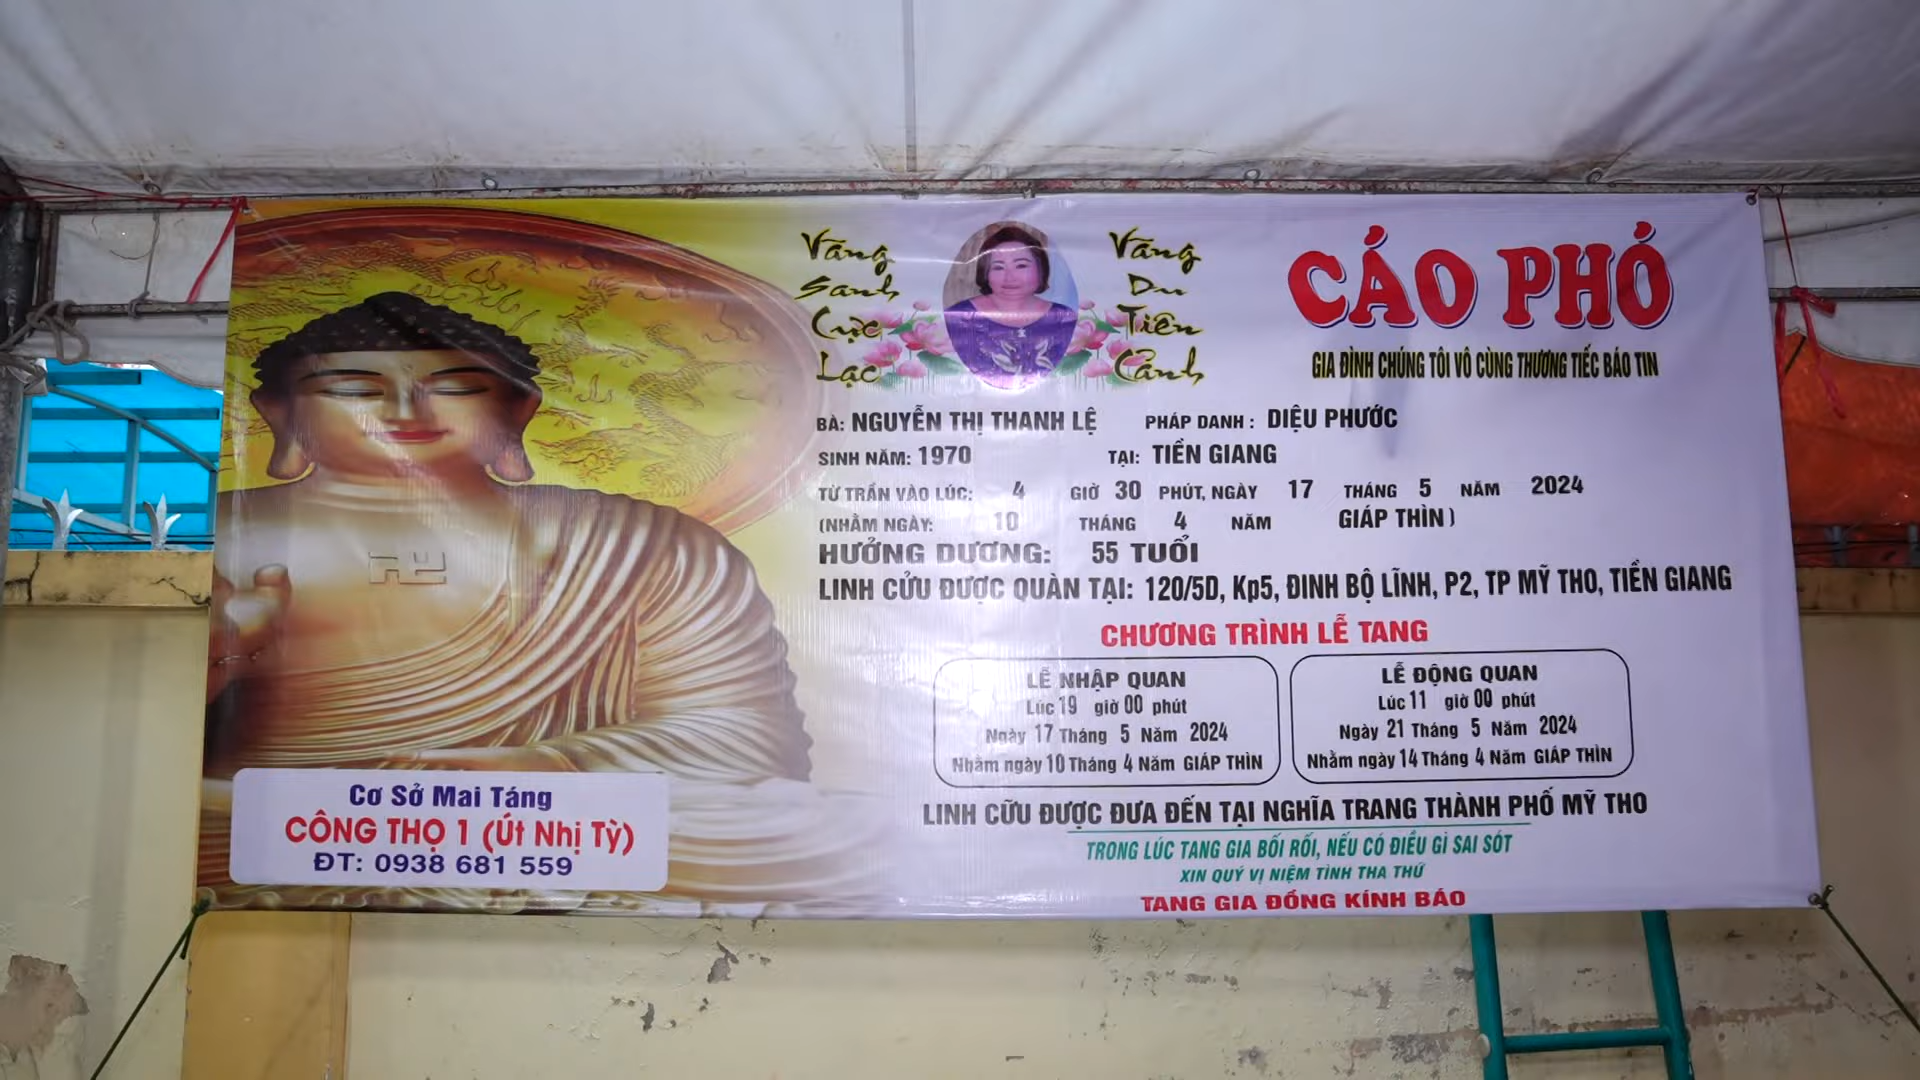 Vãng
Sanh
Cực
Lạc
Vãng
Du
Tiên
Cảnh
CÁO PHÓ
GIA ĐÌNH CHÚNG TÔI VÔ CÙNG THƯƠNG TIẾC BÁO TIN
BÀ: NGUYỄN THỊ THANH LỆ PHÁP DANH: DIỆU PHƯỚC
SINH NĂM: 1970 TẠI: TIỀN GIANG
TỪ TRẦN VÀO LÚC: 4 GIỜ 30 PHÚT, NGÀY 17 THÁNG 5 NĂM 2024
(NHẰM NGÀY: 10 THÁNG 4 NĂM GIÁP THÌN)
HƯỞNG DƯƠNG: 55 TUỔI
LINH CỬU ĐƯỢC QUÀN TẠI: 120/5D, Kp5, ĐINH BỘ LĨNH, P2, TP MỸ THO, TIỀN GIANG
CHƯƠNG TRÌNH LỄ TANG
LỄ NHẬP QUAN
Lúc 19 giờ 00 phút
Ngày 17 Tháng 5 Năm 2024
Nhằm ngày 10 Tháng 4 Năm GIÁP THÌN
LỄ ĐỘNG QUAN
Lúc 11 giờ 00 phút
Ngày 21 Tháng 5 Năm 2024
Nhằm ngày 14 Tháng 4 Năm GIÁP THÌN
LINH CỮU ĐƯỢC ĐƯA ĐẾN TẠI NGHĨA TRANG THÀNH PHỐ MỸ THO
TRONG LÚC TANG GIA BỐI RỐI, NẾU CÓ ĐIỀU GÌ SAI SÓT
XIN QUÝ VỊ NIỆM TÌNH THA THỨ
TANG GIA ĐỒNG KÍNH BÁO
Cơ Sở Mai Táng
CÔNG THỌ 1 (Út Nhị Tỳ)
ĐT: 0938 681 559